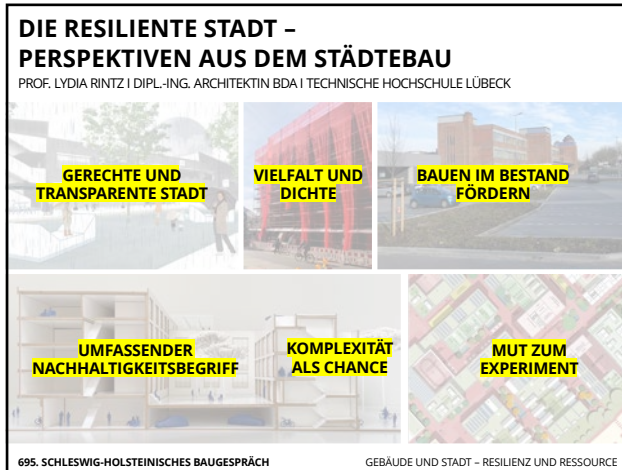 DIE RESILIENTE STADT –
PERSPEKTIVEN AUS DEM STÄDTEBAU
PROF. LYDIA RINTZ I DIPL.-ING. ARCHITEKTIN BDA I TECHNISCHE HOCHSCHULE LÜBECK
GERECHTE UND
TRANSPARENTE STADT
VIELFALT UND
DICHTE
BAUEN IM BESTAND
FÖRDERN
UMFASSENDER
NACHHALTIGKEITSBEGRIFF
KOMPLEXITÄT
ALS CHANCE
MUT ZUM
EXPERIMENT
695. SCHLESWIG-HOLSTEINISCHES BAUGESPRÄCH
GEBÄUDE UND STADT – RESILIENZ UND RESSOURCE